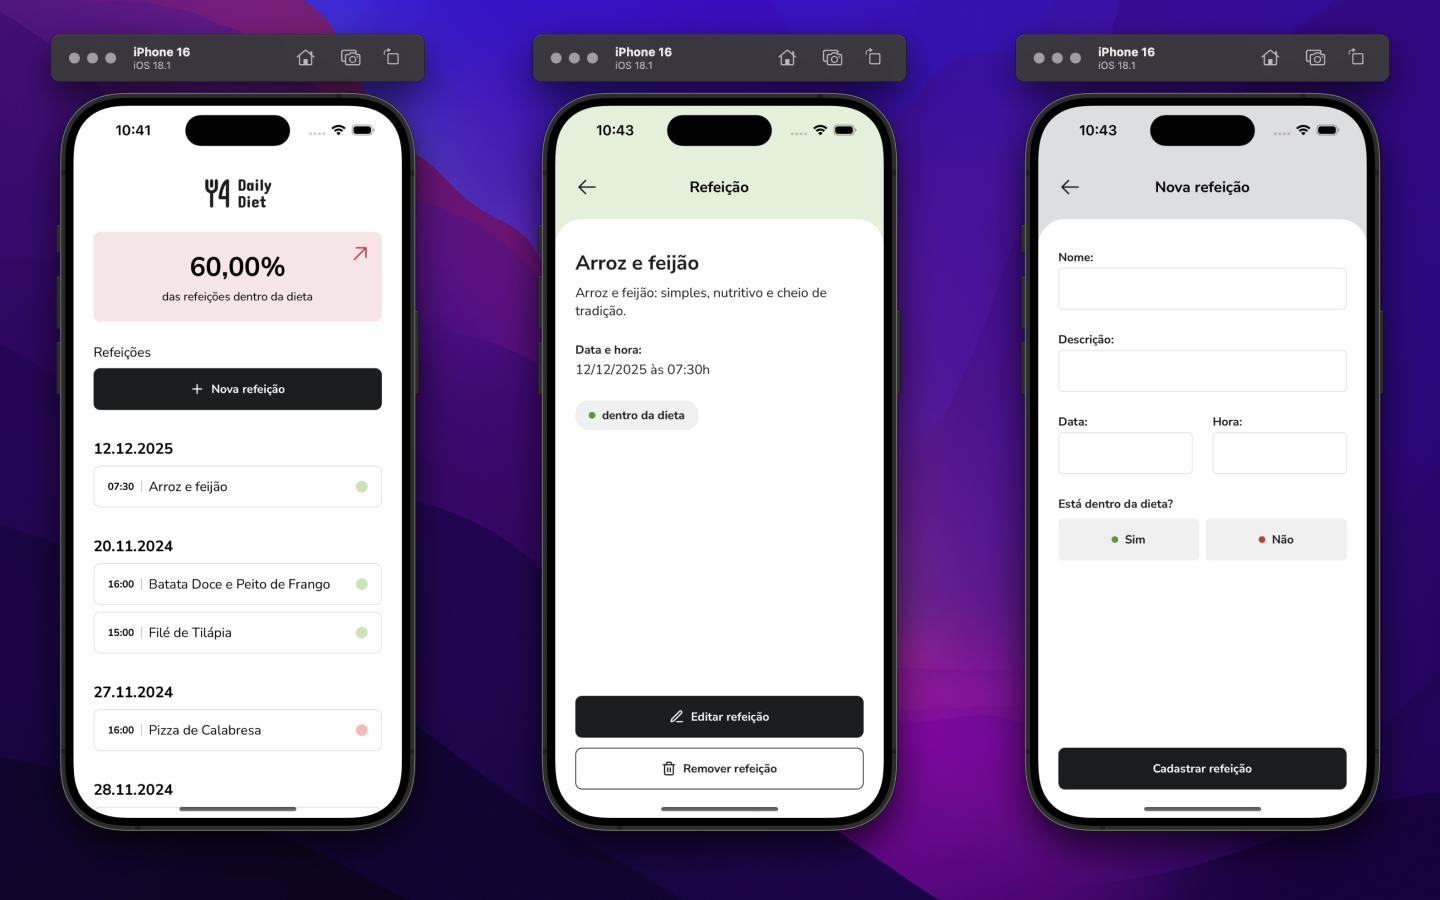 iPhone 16
iOS 18.1
10:41
Daily
Diet
60,00%
das refeições dentro da dieta
Refeições
+ Nova refeição
12.12.2025
07:30 Arroz e feijão
20.11.2024
16:00 Batata Doce e Peito de Frango
15:00 Filé de Tilápia
27.11.2024
16:00 Pizza de Calabresa
28.11.2024
iPhone 16
iOS 18.1
10:43
Refeição
Arroz e feijão
Arroz e feijão: simples, nutritivo e cheio de
tradição.
Data e hora:
12/12/2025 às 07:30h
dentro da dieta
Editar refeição
Remover refeição
iPhone 16
iOS 18.1
10:43
Nova refeição
Nome:
Descrição:
Data: Hora:
Está dentro da dieta?
Sim Não
Cadastrar refeição